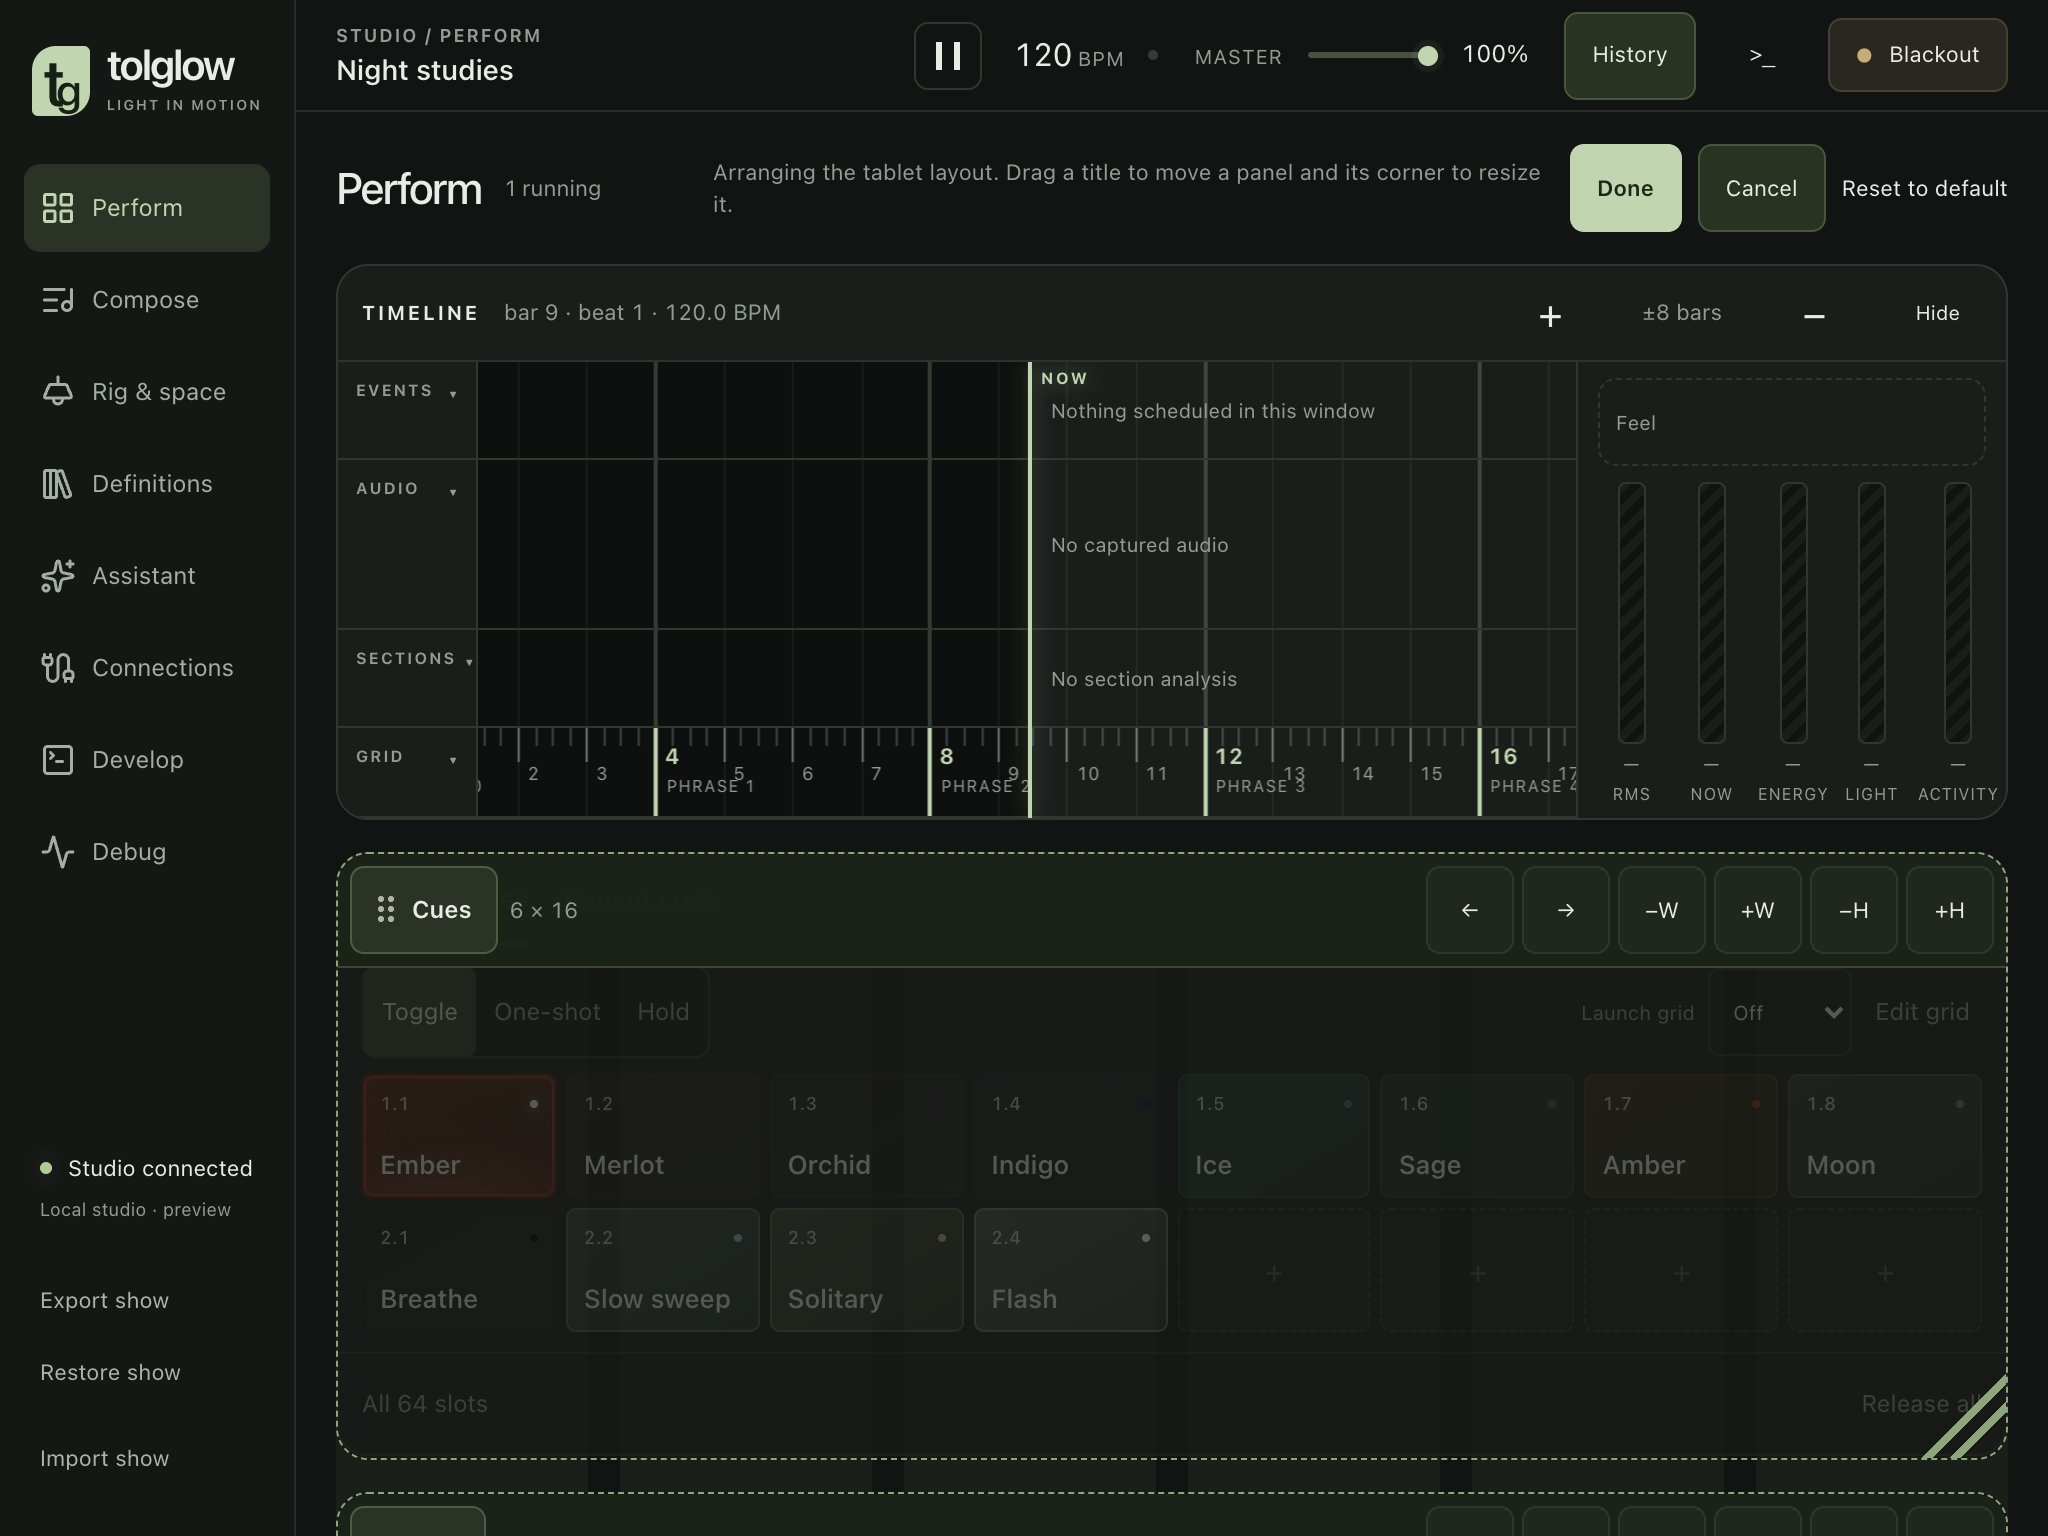 tg
tolglow
LIGHT IN MOTION
Perform
Compose
Rig & space
Definitions
Assistant
Connections
Develop
Debug
Studio connected
Local studio · preview
Export show
Restore show
Import show
STUDIO / PERFORM
Night studies
120 BPM
MASTER
100%
History
>_
Blackout
Perform
1 running
Arranging the tablet layout. Drag a title to move a panel and its corner to resize
it.
Done
Cancel
Reset to default
TIMELINE
bar 9 · beat 1 · 120.0 BPM
+
±8 bars
−
Hide
EVENTS
NOW
Nothing scheduled in this window
AUDIO
No captured audio
SECTIONS
No section analysis
GRID
2 3 4 5 6 7 8 9 10 11 12 13 14 15 16 17
PHRASE 1
PHRASE 2
PHRASE 3
PHRASE 4
Feel
— — — — —
RMS NOW ENERGY LIGHT ACTIVITY
Cues
6 × 16
← → −W +W −H +H
Toggle One-shot Hold
Launch grid Off Edit grid
1.1 1.2 1.3 1.4 1.5 1.6 1.7 1.8
Ember Merlot Orchid Indigo Ice Sage Amber Moon
2.1 2.2 2.3 2.4
Breathe Slow sweep Solitary Flash + + + +
All 64 slots
Release all